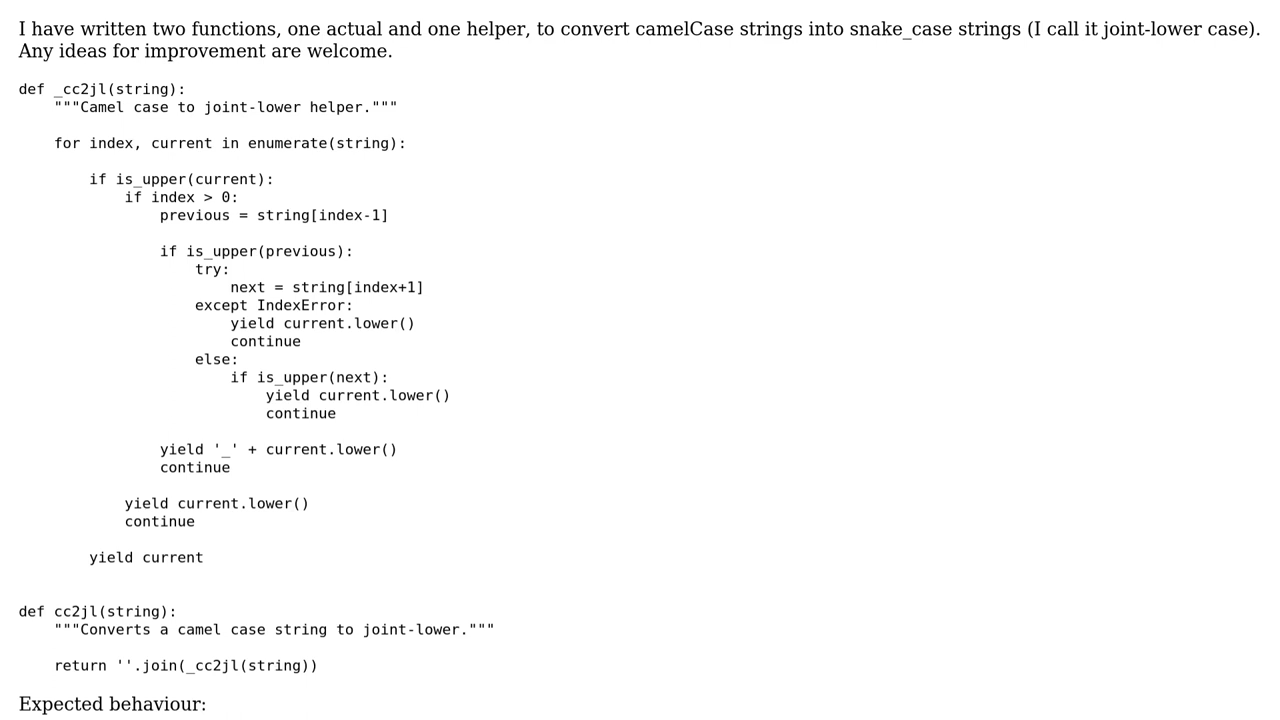 I have written two functions, one actual and one helper, to convert camelCase strings into snake_case strings (I call it joint-lower case).
Any ideas for improvement are welcome.
def _cc2jl(string):
    """Camel case to joint-lower helper."""
    for index, current in enumerate(string):
        if is_upper(current):
            if index > 0:
                previous = string[index-1]
                if is_upper(previous):
                    try:
                        next = string[index+1]
                    except IndexError:
                        yield current.lower()
                        continue
                    else:
                        if is_upper(next):
                            yield current.lower()
                            continue
                yield '_' + current.lower()
                continue
            yield current.lower()
            continue
        yield current
def cc2jl(string):
    """Converts a camel case string to joint-lower."""
    return ''.join(_cc2jl(string))
Expected behaviour: